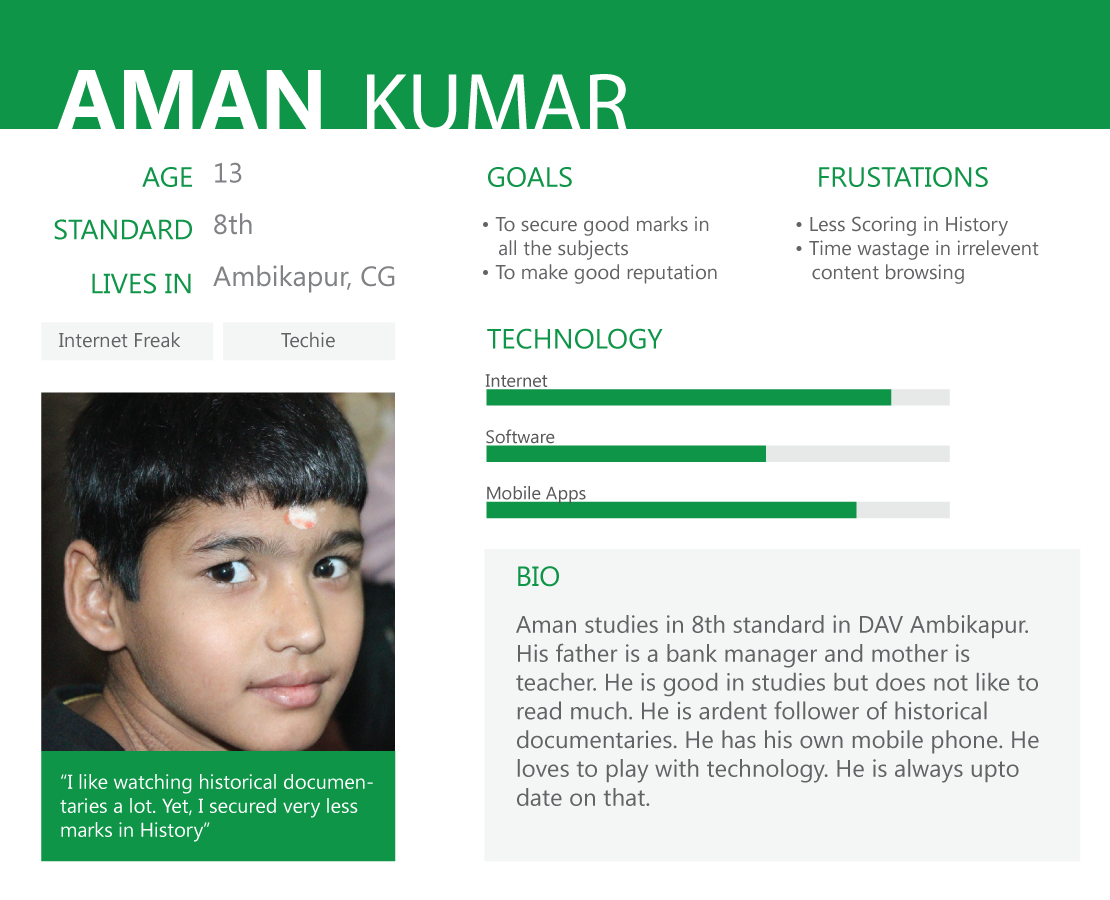 AMAN KUMAR
AGE 13
STANDARD 8th
LIVES IN Ambikapur, CG
Internet Freak
Techie
“I like watching historical documen-
taries a lot. Yet, I secured very less
marks in History”
GOALS
• To secure good marks in
all the subjects
• To make good reputation
FRUSTATIONS
• Less Scoring in History
• Time wastage in irrelevent
content browsing
TECHNOLOGY
Internet
Software
Mobile Apps
BIO
Aman studies in 8th standard in DAV Ambikapur.
His father is a bank manager and mother is
teacher. He is good in studies but does not like to
read much. He is ardent follower of historical
documentaries. He has his own mobile phone. He
loves to play with technology. He is always upto
date on that.